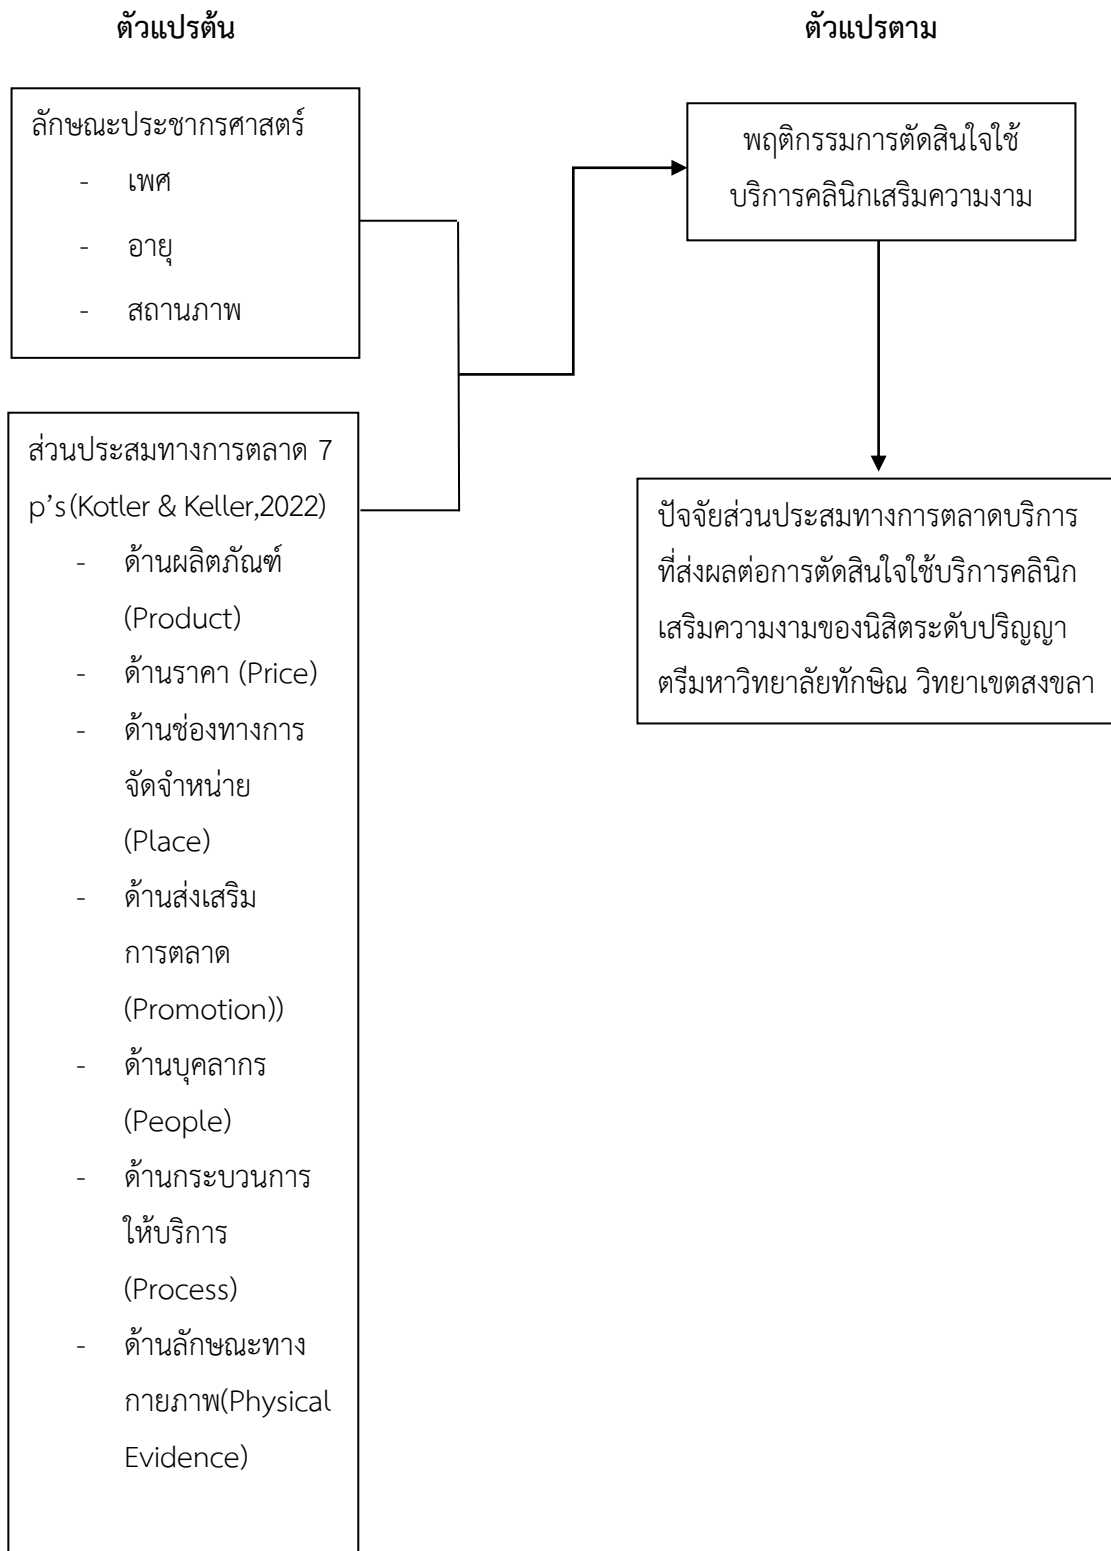 ตัวแปรต้น
ตัวแปรตาม
ลักษณะประชากรศาสตร์
- เพศ
- อายุ
- สถานภาพ
พฤติกรรมการตัดสินใจใช้
บริการคลินิกเสริมความงาม
ส่วนประสมทางการตลาด 7
p's(Kotler & Keller,2022)
- ด้านผลิตภัณฑ์
(Product)
- ด้านราคา (Price)
- ด้านช่องทางการ
จัดจำหน่าย
(Place)
- ด้านส่งเสริม
การตลาด
(Promotion))
- ด้านบุคลากร
(People)
- ด้านกระบวนการ
ให้บริการ
(Process)
- ด้านลักษณะทาง
กายภาพ(Physical
Evidence)
ปัจจัยส่วนประสมทางการตลาดบริการ
ที่ส่งผลต่อการตัดสินใจใช้บริการคลินิก
เสริมความงามของนิสิตระดับปริญญา
ตรีมหาวิทยาลัยทักษิณ วิทยาเขตสงขลา